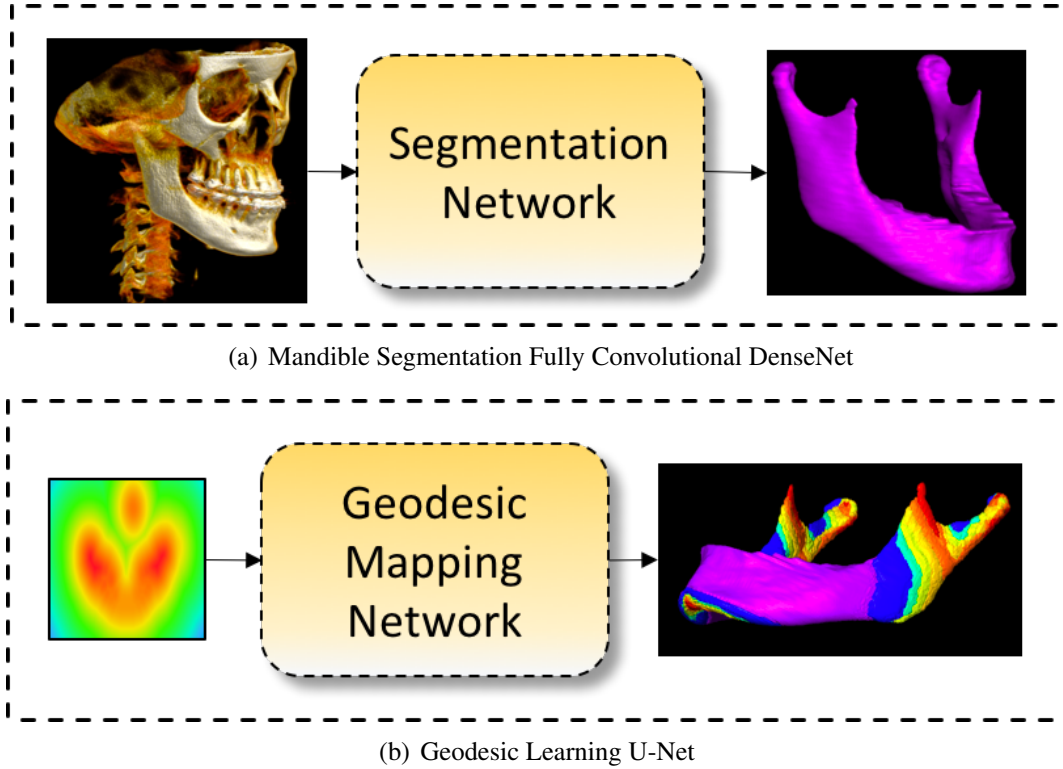 Segmentation
Network
(a) Mandible Segmentation Fully Convolutional DenseNet
Geodesic
Mapping
Network
(b) Geodesic Learning U-Net